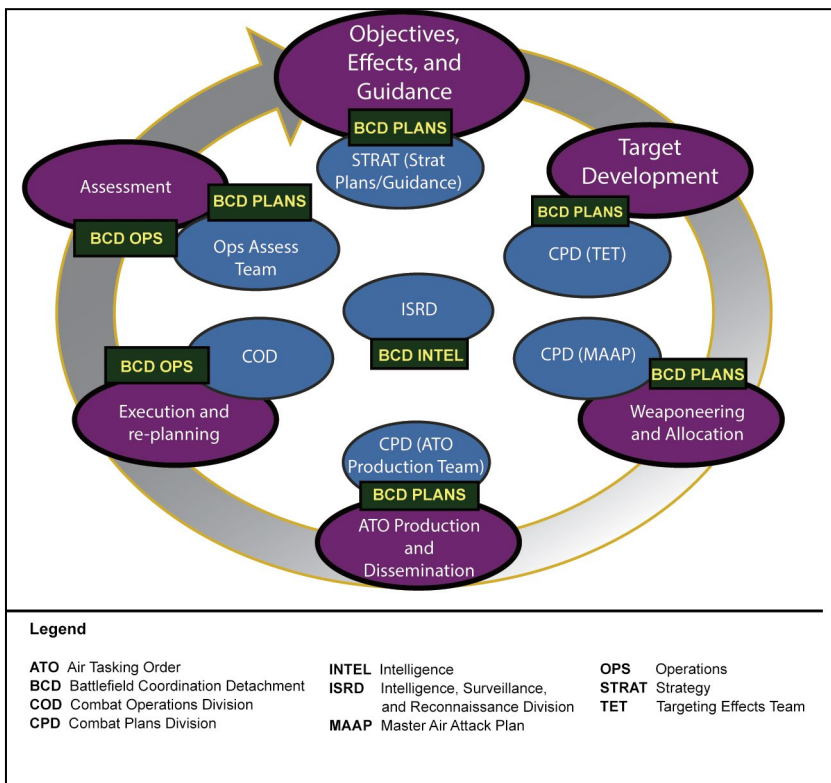 Objectives,
Effects, and
Guidance
BCD PLANS
STRAT (Strat
Plans/Guidance)
Target
Development
BCD PLANS
CPD (TET)
CPD (MAAP)
BCD PLANS
Weaponeering
and Allocation
CPD (ATO
Production Team)
BCD PLANS
ATO Production
and
Dissemination
COD
BCD OPS
Execution and
re-planning
Assessment
BCD PLANS
BCD OPS
Ops Assess
Team
ISRD
BCD INTEL
Legend
ATO Air Tasking Order
BCD Battlefield Coordination Detachment
COD Combat Operations Division
CPD Combat Plans Division
INTEL Intelligence
ISRD Intelligence, Surveillance,
and Reconnaissance Division
MAAP Master Air Attack Plan
OPS Operations
STRAT Strategy
TET Targeting Effects Team